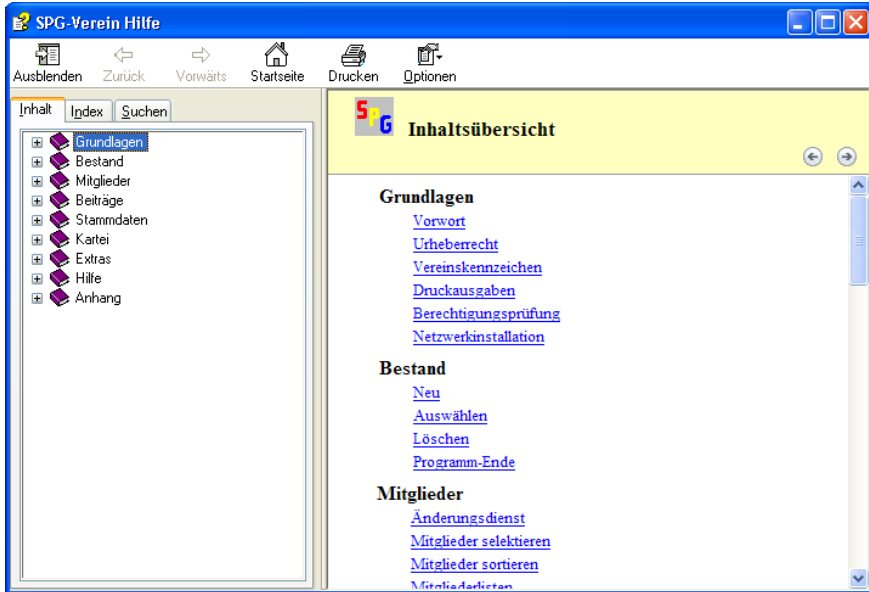 SPG-Verein Hilfe
Ausblenden Zurück Vorwärts Startseite Drucken Optionen
Inhalt Index Suchen
Grundlagen
Bestand
Mitglieder
Beiträge
Stammdaten
Kartei
Extras
Hilfe
Anhang
SPG Inhaltsübersicht
Grundlagen
Vorwort
Urheberrecht
Vereinskennzeichen
Druckausgaben
Berechtigungsprüfung
Netzwerkinstallation
Bestand
Neu
Auswählen
Löschen
Programm-Ende
Mitglieder
Änderungsdienst
Mitglieder selektieren
Mitglieder sortieren
Mitgliederlisten